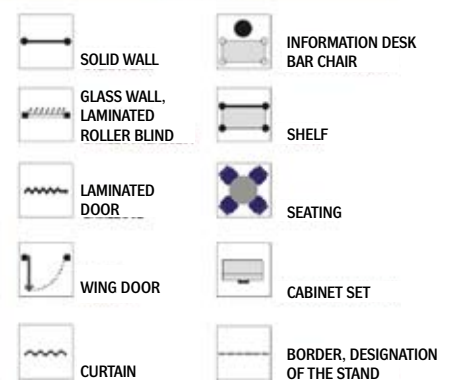 SOLID WALL
GLASS WALL,
LAMINATED
ROLLER BLIND
LAMINATED
DOOR
WING DOOR
CURTAIN
INFORMATION DESK
BAR CHAIR
SHELF
SEATING
CABINET SET
BORDER, DESIGNATION
OF THE STAND